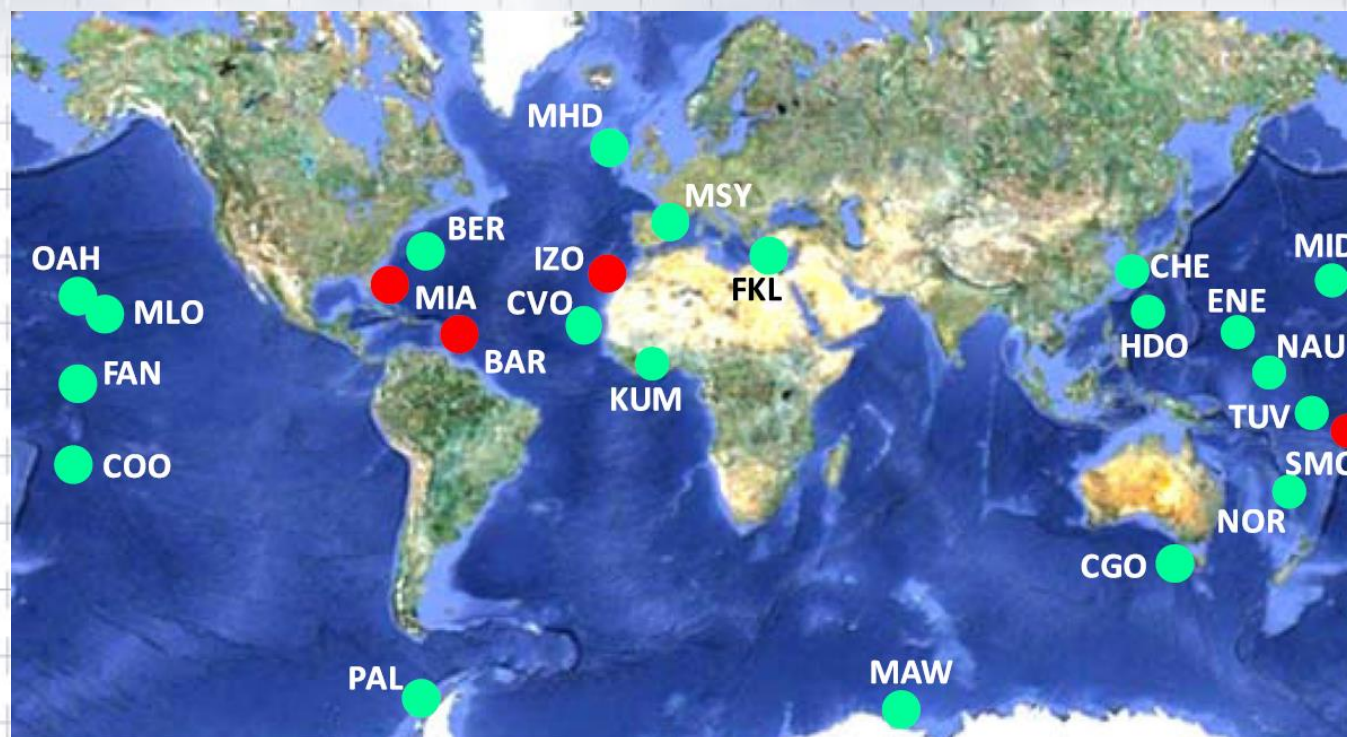 MHD
MSY
BER
OAH
IZO
MID
CHE
FKL
MIA
CVO
ENE
MLO
HDO
NAU
BAR
FAN
KUM
TUV
COO
SMO
NOR
CGO
MAW
PAL